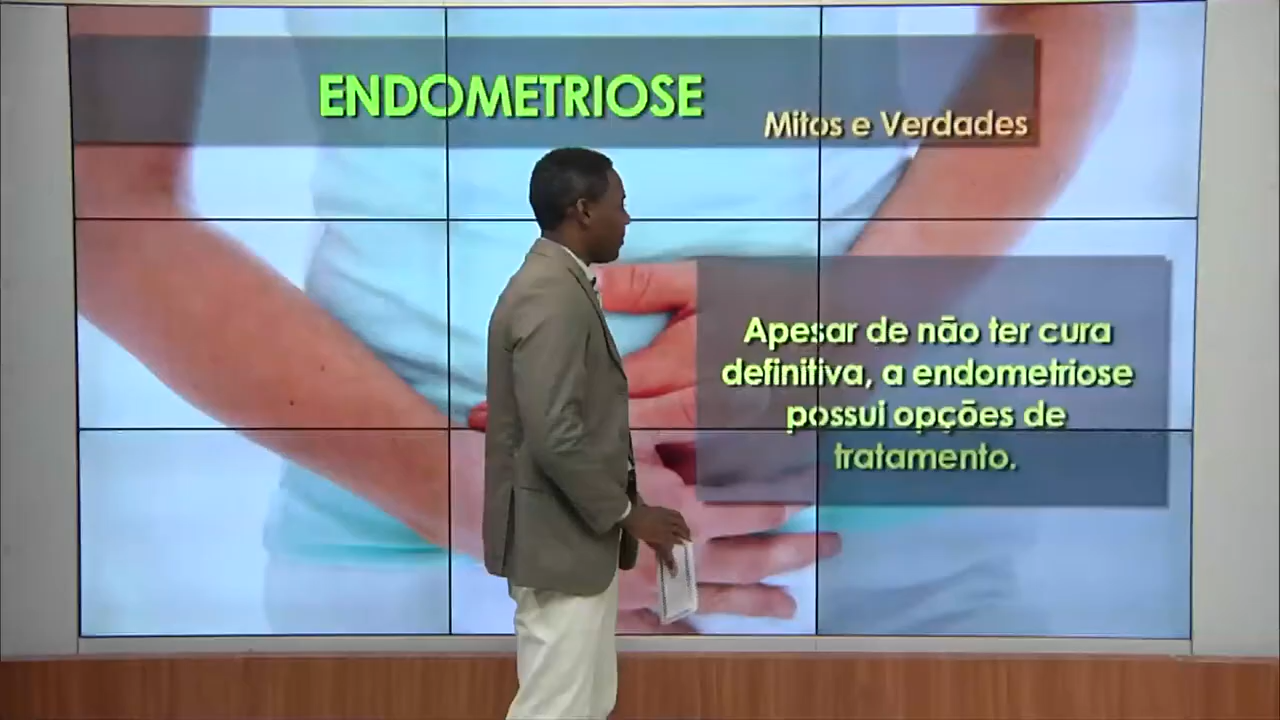 ENDOMETRIOSE
Mitos e Verdades
Apesar de não ter cura
definitiva, a endometriose
possui opções de
tratamento.